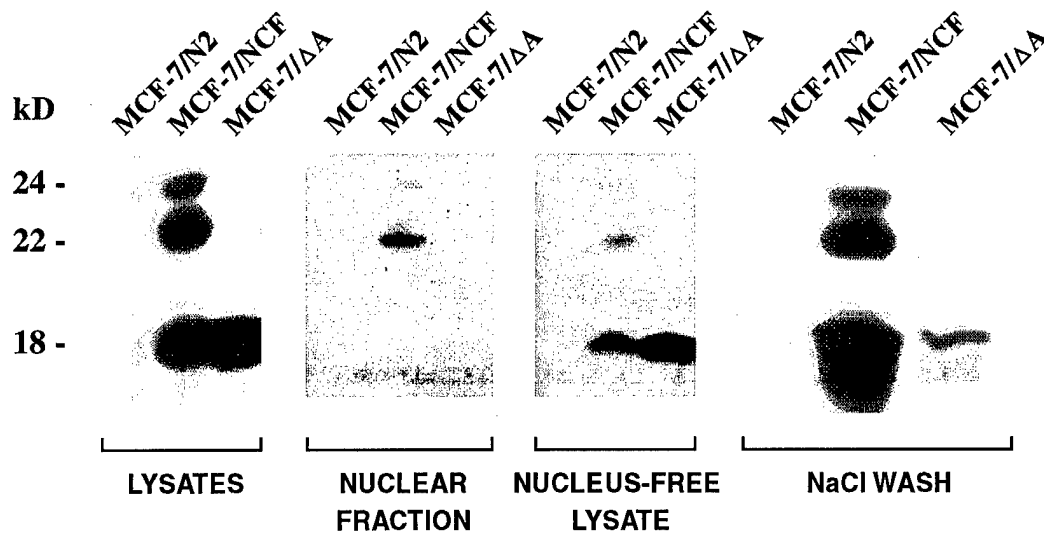 MCF-7/N2
MCF-7/NCF
MCF-7/ΔA
MCF-7/N2
MCF-7/NCF
MCF-7/ΔA
MCF-7/N2
MCF-7/NCF
MCF-7/ΔA
MCF-7/N2
MCF-7/NCF
MCF-7/ΔA
kD
24 -
22 -
18 -
LYSATES
NUCLEAR
FRACTION
NUCLEUS-FREE
LYSATE
NaCl WASH